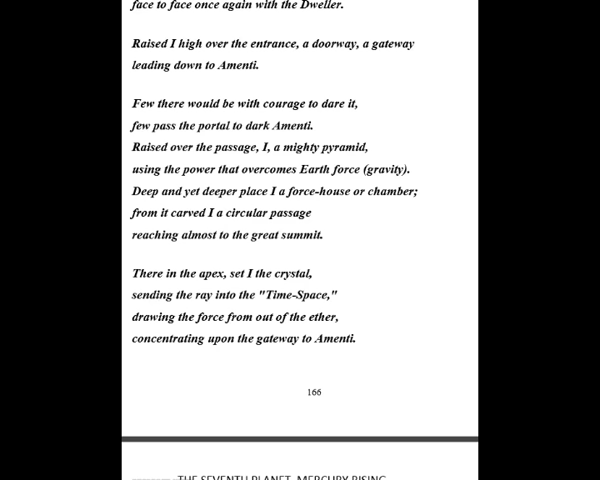 face to face once again with the Dweller.
Raised I high over the entrance, a doorway, a gateway
leading down to Amenti.
Few there would be with courage to dare it,
few pass the portal to dark Amenti.
Raised over the passage, I, a mighty pyramid,
using the power that overcomes Earth force (gravity).
Deep and yet deeper place I a force-house or chamber;
from it carved I a circular passage
reaching almost to the great summit.
There in the apex, set I the crystal,
sending the ray into the "Time-Space,"
drawing the force from out of the ether,
concentrating upon the gateway to Amenti.
166
THE SEVENTH PLANET, MERCURY RISING